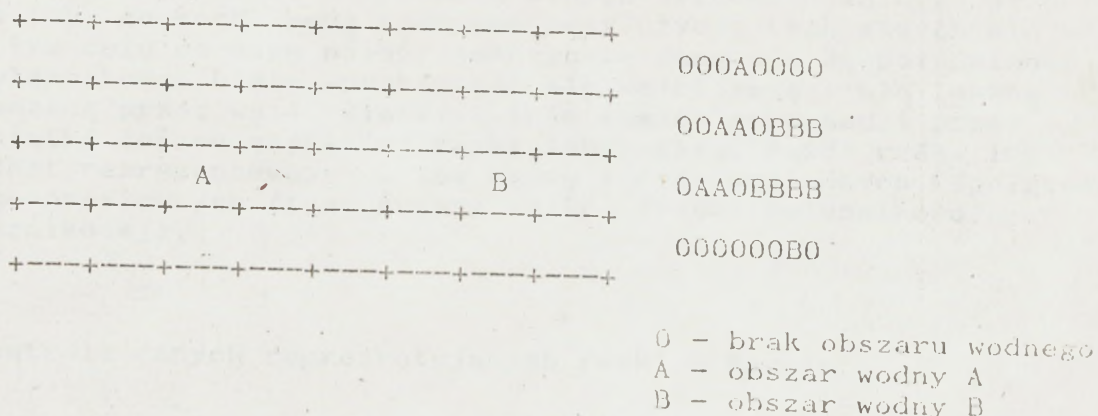 +----+----+----+----+----+----+----+----+
000A0000
+----+----+----+----+----+----+----+----+
00AA0BBB
+----+----+----+----+----+----+----+----+
A B 0AA0BBBB
+----+----+----+----+----+----+----+----+
000000B0
+----+----+----+----+----+----+----+----+
0 - brak obszaru wodnego
A - obszar wodny A
B - obszar wodny B